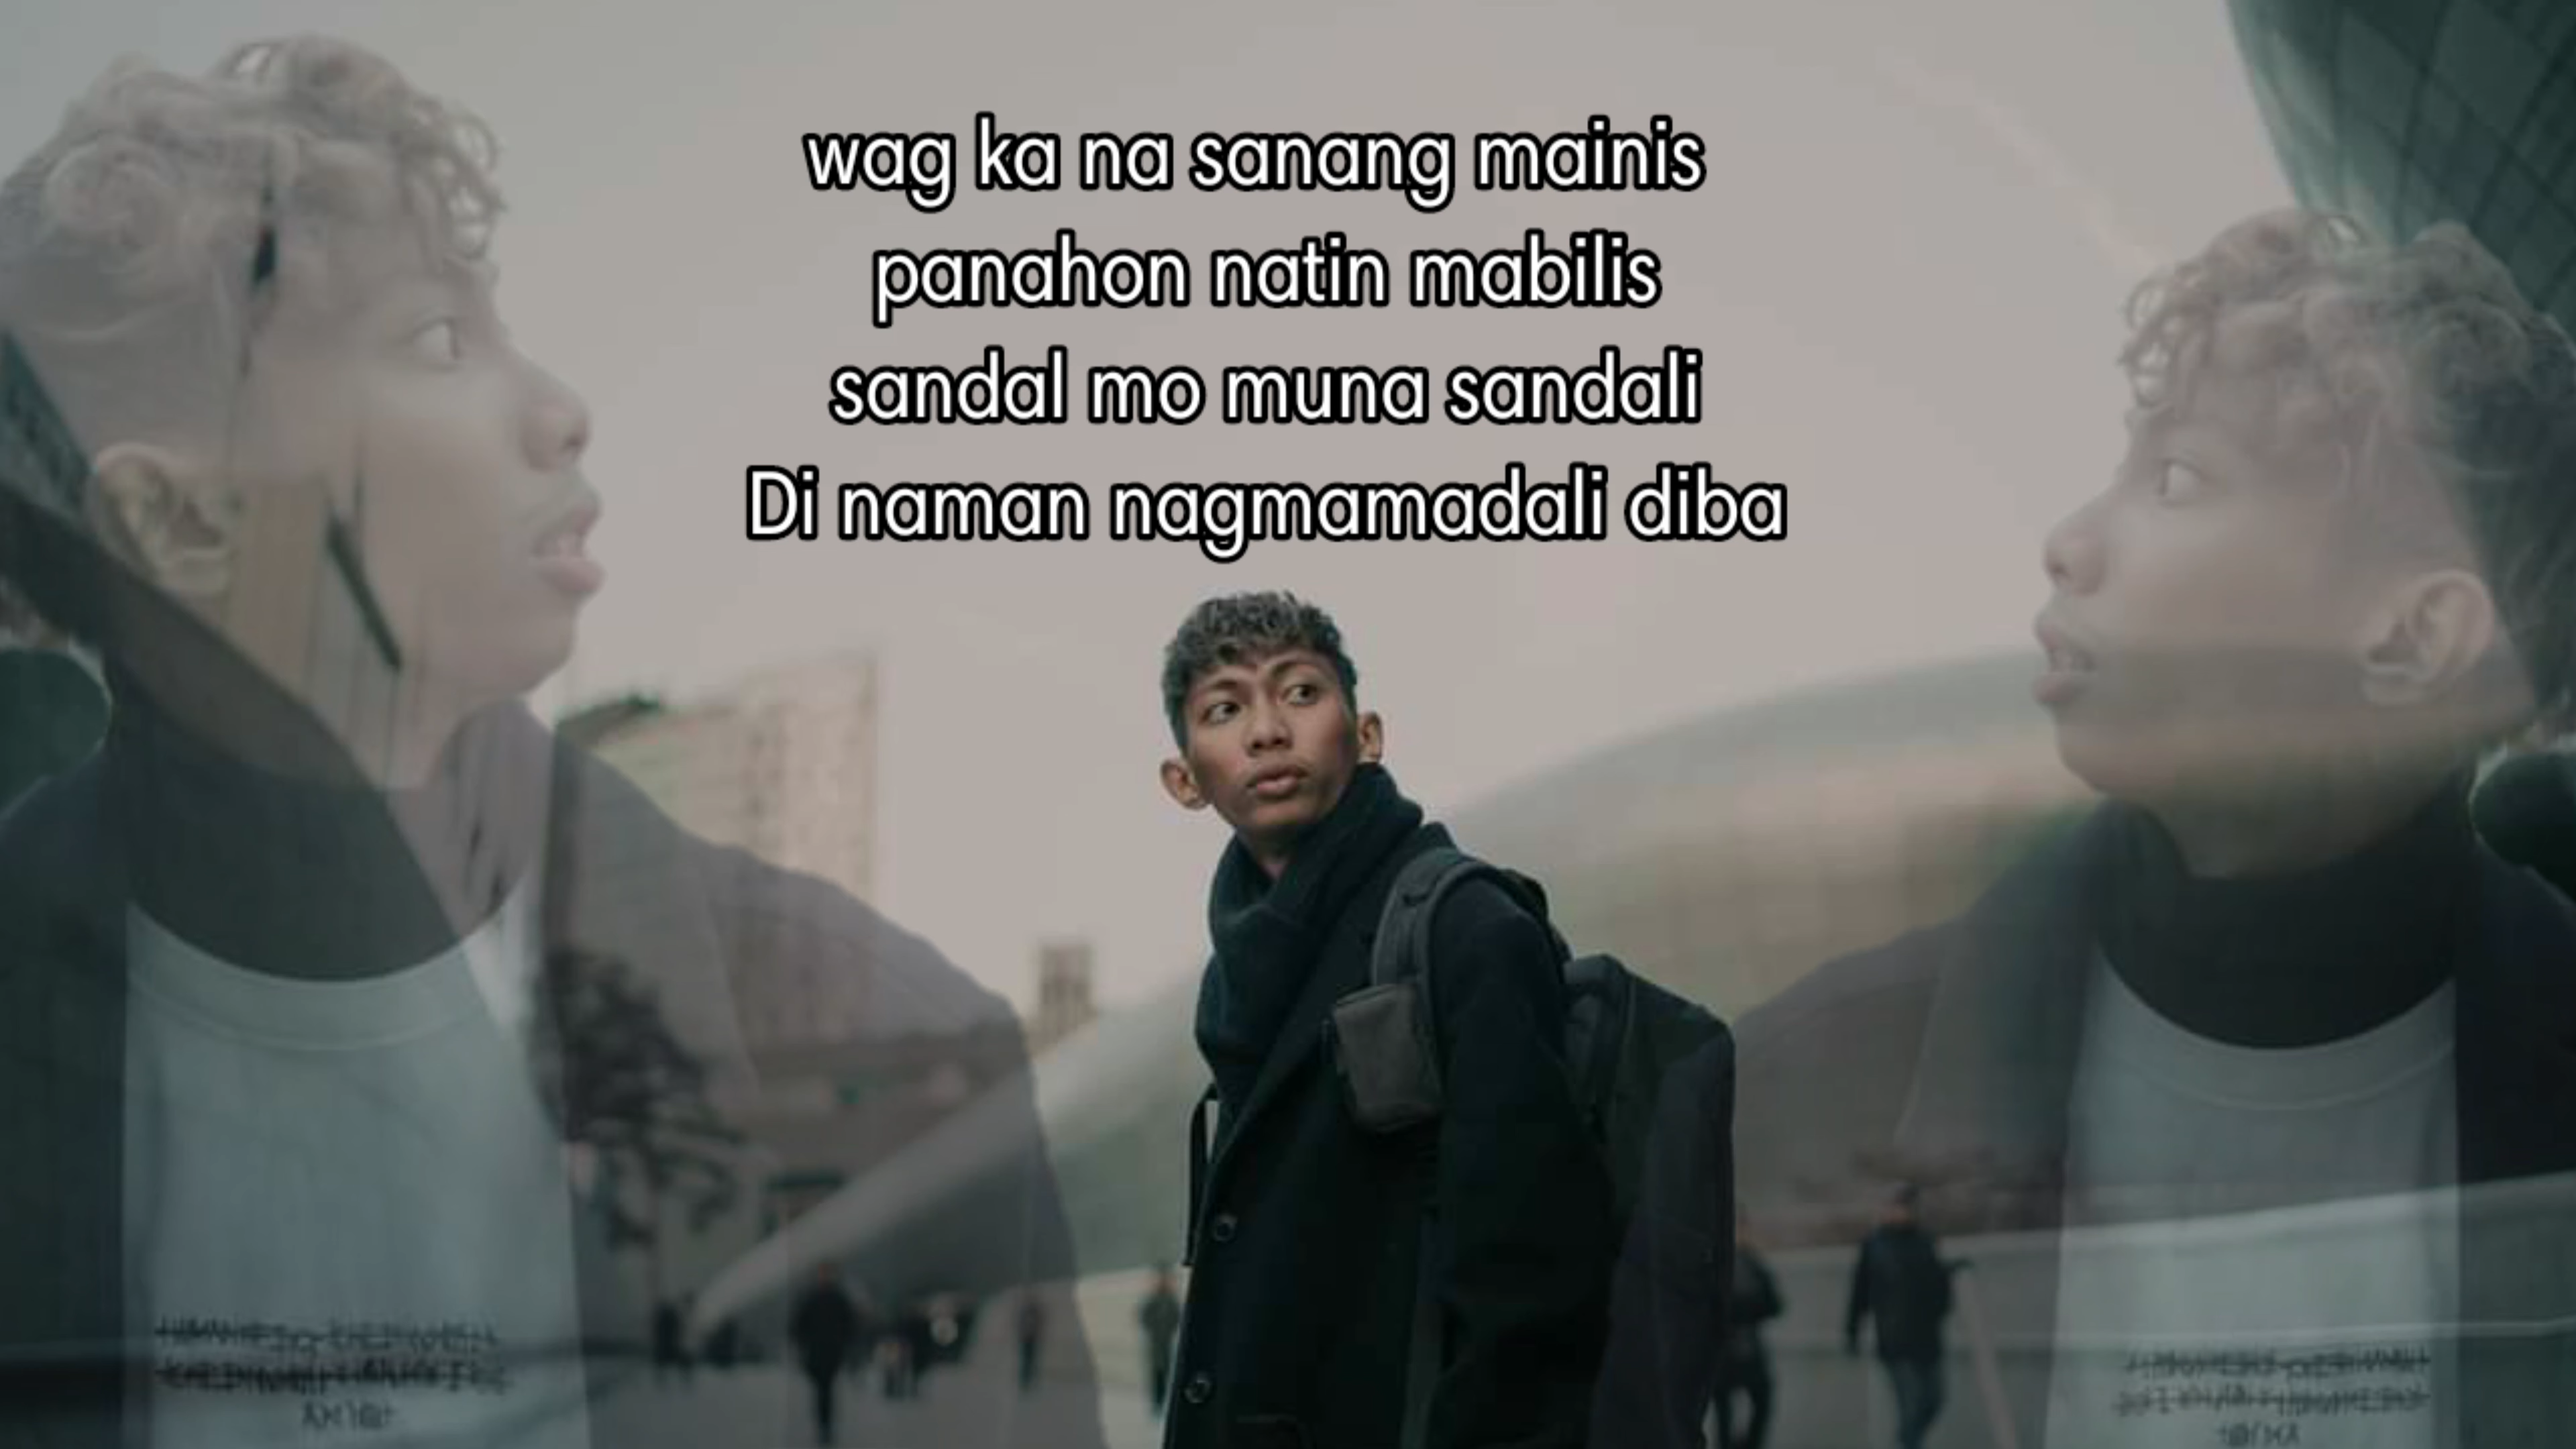 wag ka na sanang mainis
panahon natin mabilis
sandal mo muna sandali
Di naman nagmamadali diba